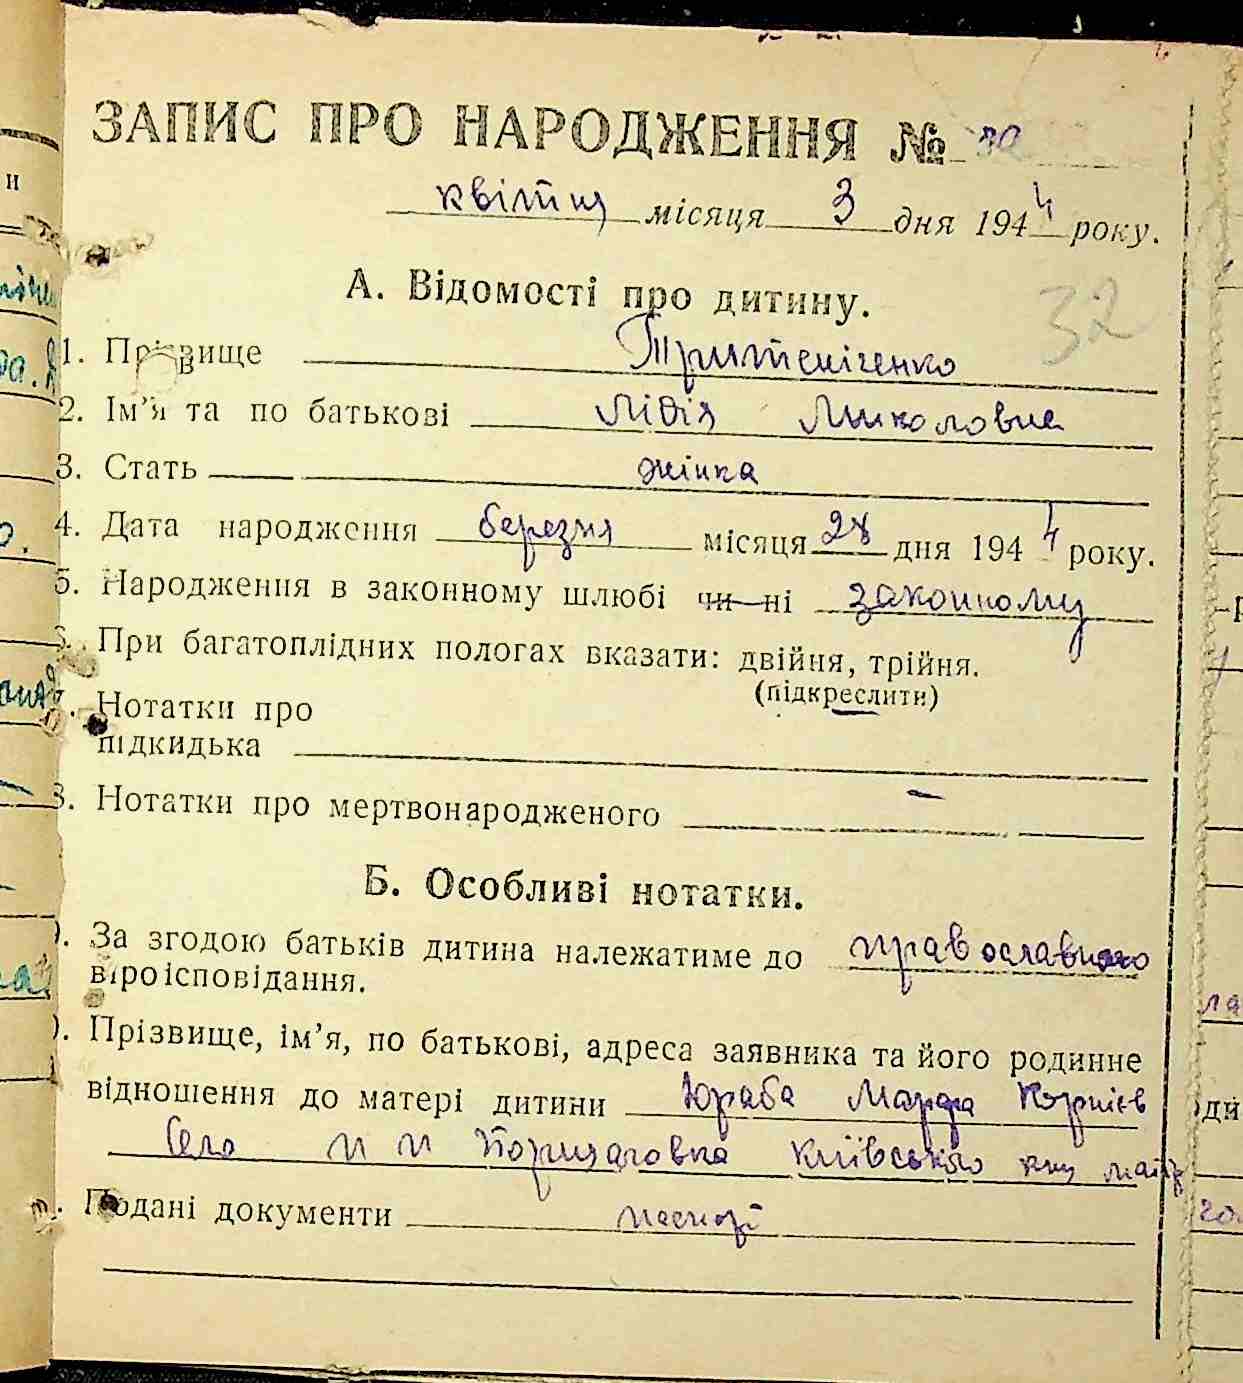 ЗАПИС ПРО НАРОДЖЕННЯ №
квітня місяця 3 дня 1944 року.
А. Відомості про дитину.
32
1. Прізвище
2. Ім’я та по батькові Лідія Миколовна
3. Стать жінка
4. Дата народження березня місяця 28 дня 1944 року.
5. Народження в законному шлюбі чи ні законному
6. При багатоплідних пологах вказати: двійня, трійня.
(підкреслити)
7. Нотатки про
підкидька
8. Нотатки про мертвонародженого —
Б. Особливі нотатки.
9. За згодою батьків дитина належатиме до православного
віроісповідання.
10. Прізвище, ім’я, по батькові, адреса заявника та його родинне
відношення до матері дитини Марфа
Село Київського
Подані документи паспорт